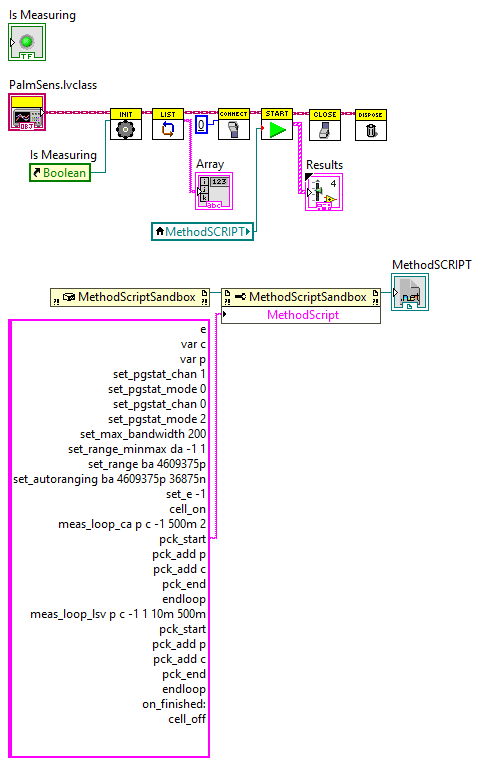 Is Measuring
TF
PalmSens.lvclass
OBJ
INIT
LIST
0
CONNECT
START
CLOSE
DISPOSE
Is Measuring
Boolean
Array
i
j
k
123
abc
Results
4
MethodSCRIPT
MethodSCRIPT
.net
MethodScriptSandbox
?!
?!
MethodScriptSandbox
?!
?!
MethodScript
e
var c
var p
set_pgstat_chan 1
set_pgstat_mode 0
set_pgstat_chan 0
set_pgstat_mode 2
set_max_bandwidth 200
set_range_minmax da -1 1
set_range ba 4609375p
set_autoranging ba 4609375p 36875n
set_e -1
cell_on
meas_loop_ca p c -1 500m 2
pck_start
pck_add p
pck_add c
pck_end
endloop
meas_loop_lsv p c -1 1 10m 500m
pck_start
pck_add p
pck_add c
pck_end
endloop
on_finished:
cell_off